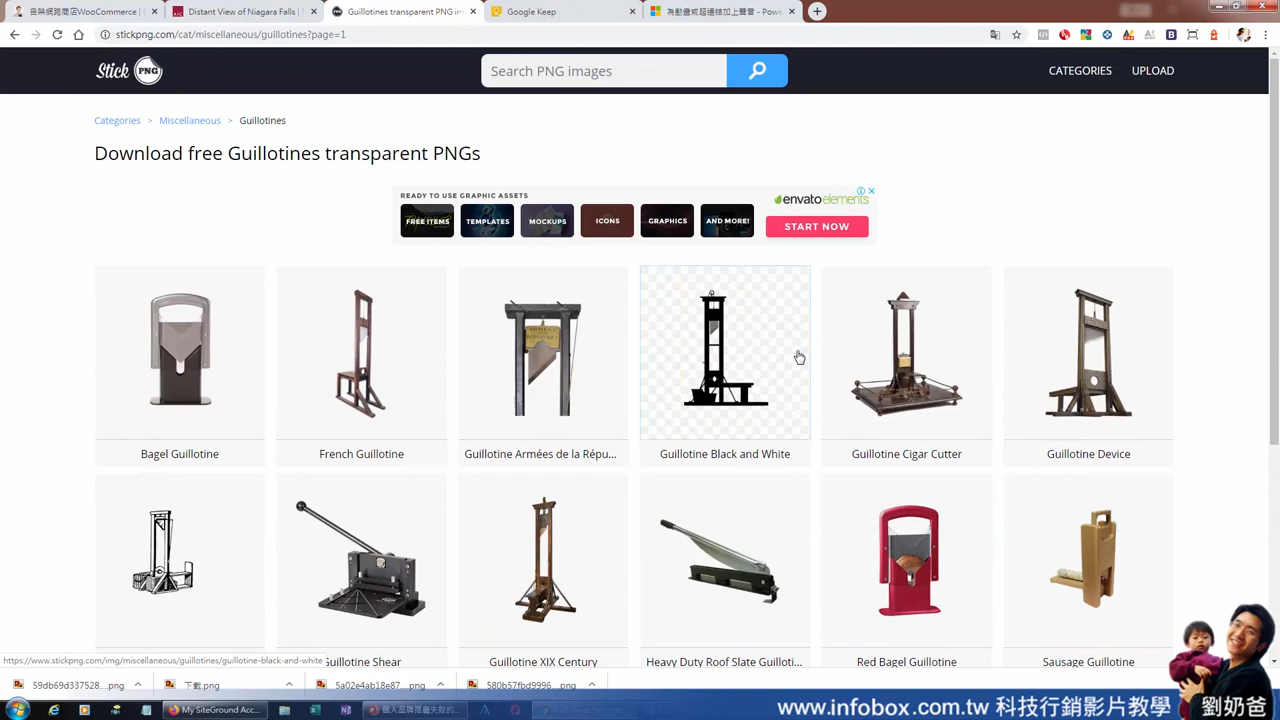 喜架網路商店WooCommerce |
Distant View of Niagara Falls | T
Guillotines transparent PNG im
Google Keep
為動畫或超連結加上聲音 - Powe
stickpng.com/cat/miscellaneous/guillotines?page=1
Stick PNG
Search PNG images
CATEGORIES
UPLOAD
Categories > Miscellaneous > Guillotines
Download free Guillotines transparent PNGs
READY TO USE GRAPHIC ASSETS
FREE ITEMS
TEMPLATES
MOCKUPS
ICONS
GRAPHICS
AND MORE!
envato elements
START NOW
Bagel Guillotine
French Guillotine
Guillotine Armées de la Répu...
Guillotine Black and White
Guillotine Cigar Cutter
Guillotine Device
https://www.stickpng.com/img/miscellaneous/guillotines/guillotine-black-and-white
Guillotine Shear
Guillotine XIX Century
Heavy Duty Roof Slate Guilloti...
Red Bagel Guillotine
Sausage Guillotine
59db69d337528....png
下載.png
5a02e4ab18e87....png
580b57fbd9996....png
My SiteGround Acc...
www.infobox.com.tw 科技行銷影片教學
劉奶爸